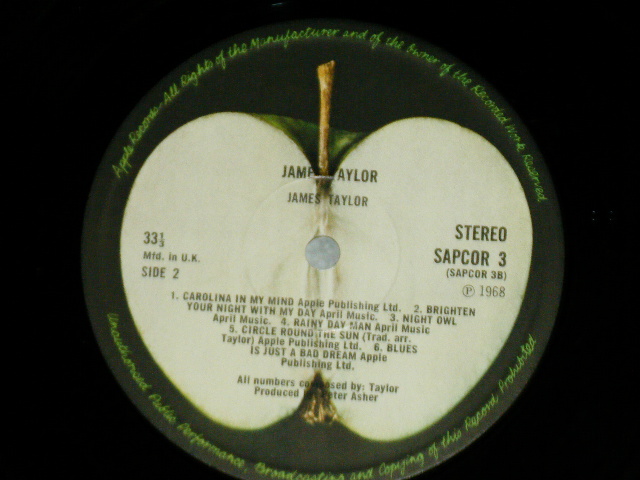 Apple Records. All Rights of the Manufacturer and of the Owner of the Recorded Work Reserved
JAMES TAYLOR
JAMES TAYLOR
33⅓
Mfd. in U.K.
SIDE 2
STEREO
SAPCOR 3
(SAPCOR 3B)
Ⓟ 1968
1. CAROLINA IN MY MIND Apple Publishing Ltd. 2. BRIGHTEN
YOUR NIGHT WITH MY DAY April Music. 3. NIGHT OWL
April Music. 4. RAINY DAY MAN April Music
5. CIRCLE ROUND THE SUN (Trad. arr.
Taylor) Apple Publishing Ltd. 6. BLUES
IS JUST A BAD DREAM Apple
Publishing Ltd.
All numbers composed by: Taylor
Produced by Peter Asher
Unauthorised Public Performance, Broadcasting and Copying of this Record Prohibited